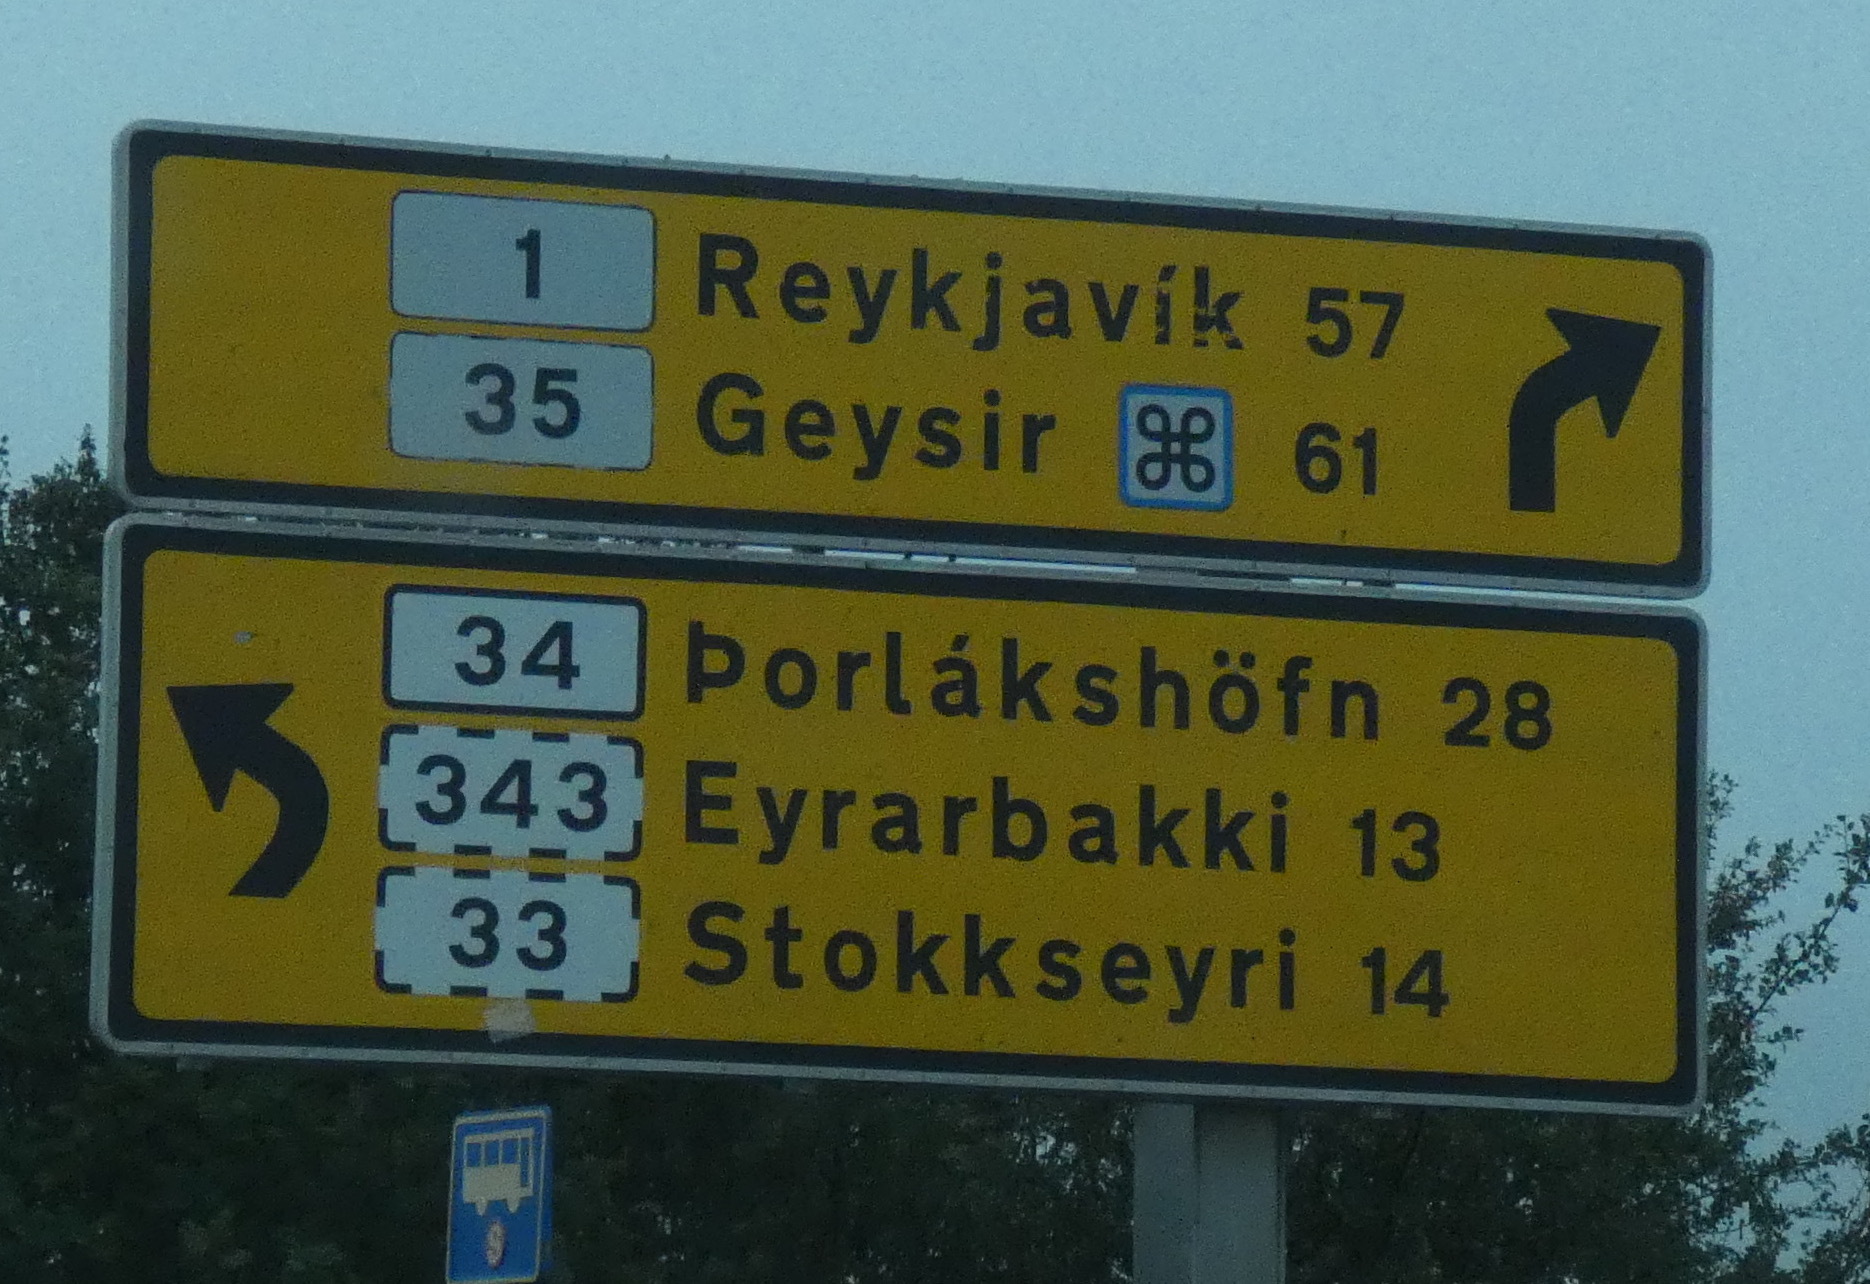 1 Reykjavík 57
35 Geysir ⌘ 61
34 Þorlákshöfn 28
343 Eyrarbakki 13
33 Stokkseyri 14